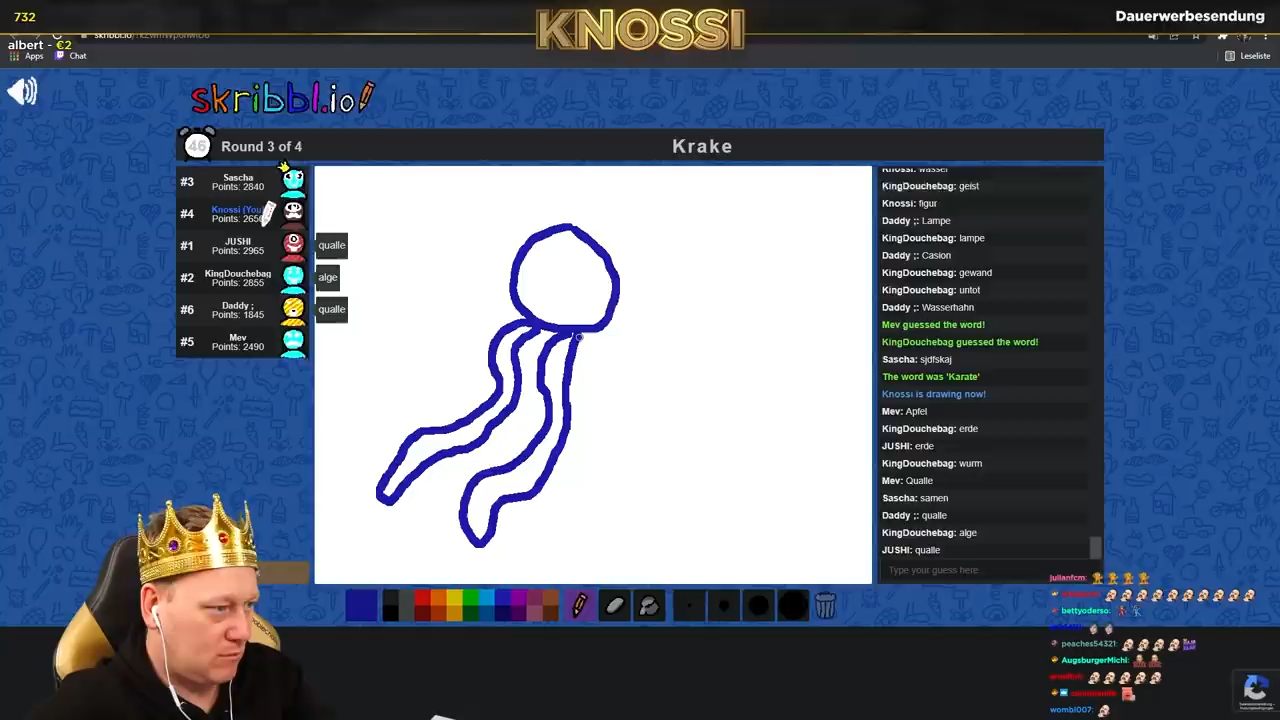 732
KNOSSI
Dauerwerbesendung
albert - €2
Apps
Chat
Leseliste
skribbl.io
46
Round 3 of 4
Krake
#3
Sascha
Points: 2840
#4
Knossi (You)
Points: 2650
#1
JUSHI
Points: 2965
#2
KingDouchebag
Points: 2855
#6
Daddy ;
Points: 1845
#5
Mev
Points: 2490
qualle
alge
qualle
Knossi: wasser
KingDouchebag: geist
Knossi: figur
Daddy ;: Lampe
KingDouchebag: lampe
Daddy ;: Casion
KingDouchebag: gewand
KingDouchebag: untot
Daddy ;: Wasserhahn
Mev guessed the word!
KingDouchebag guessed the word!
Sascha: sjdfskaj
The word was 'Karate'
Knossi is drawing now!
Mev: Apfel
KingDouchebag: erde
JUSHI: erde
KingDouchebag: wurm
Mev: Qualle
Sascha: samen
Daddy ;: qualle
KingDouchebag: alge
JUSHI: qualle
Type your guess here...
julianfcm:
bettyoderso:
peaches54321:
AugsburgerMichi:
wombl007: